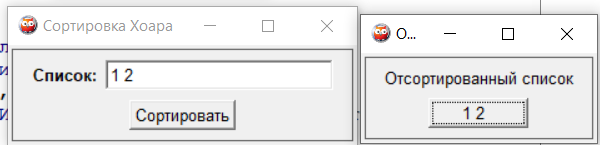 Сортировка Хоара
Список: 1 2
Сортировать
О...
Отсортированный список
1 2